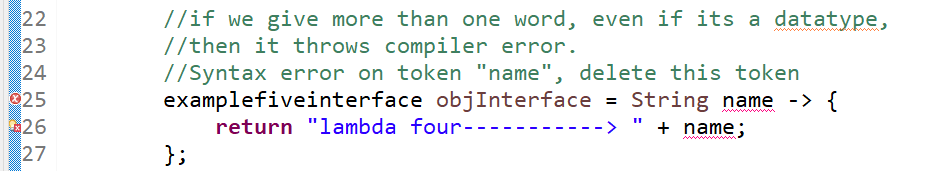 22 //if we give more than one word, even if its a datatype,
23 //then it throws compiler error.
24 //Syntax error on token "name", delete this token
25 examplefiveinterface objInterface = String name -> {
26 return "lambda four-----------> " + name;
27 };